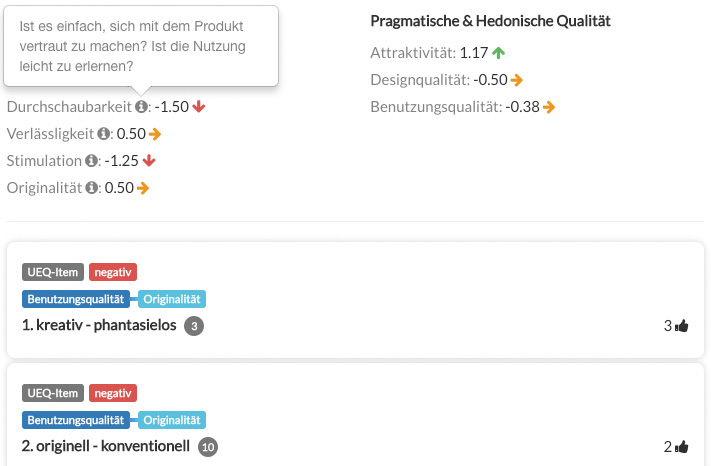 Ist es einfach, sich mit dem Produkt
vertraut zu machen? Ist die Nutzung
leicht zu erlernen?
Durchschaubarkeit : -1.50
Verlässligkeit : 0.50
Stimulation : -1.25
Originalität : 0.50
Pragmatische & Hedonische Qualität
Attraktivität: 1.17
Designqualität: -0.50
Benutzungsqualität: -0.38
UEQ-Item negativ
Benutzungsqualität Originalität
1. kreativ - phantasielos 3 3
UEQ-Item negativ
Benutzungsqualität Originalität
2. originell - konventionell 10 2